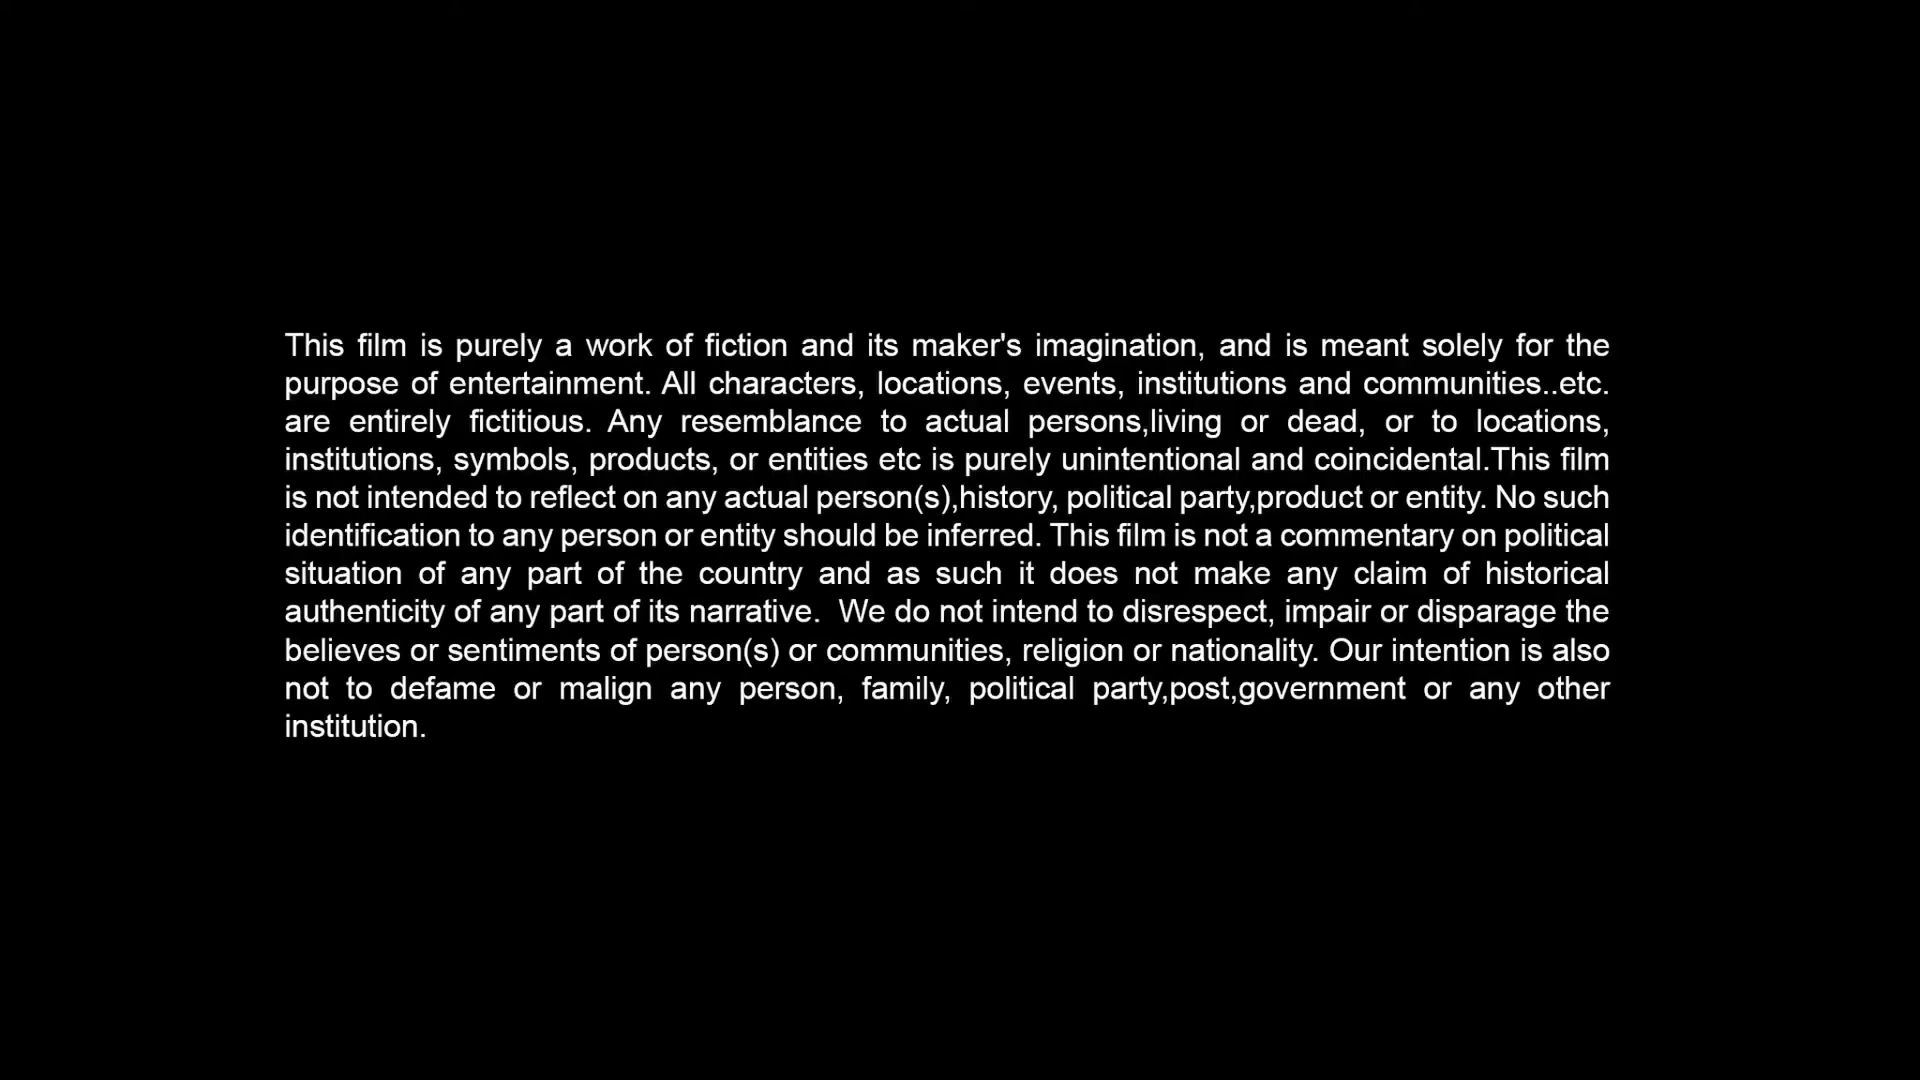 This film is purely a work of fiction and its maker's imagination, and is meant solely for the
purpose of entertainment. All characters, locations, events, institutions and communities..etc.
are entirely fictitious. Any resemblance to actual persons,living or dead, or to locations,
institutions, symbols, products, or entities etc is purely unintentional and coincidental.This film
is not intended to reflect on any actual person(s),history, political party,product or entity. No such
identification to any person or entity should be inferred. This film is not a commentary on political
situation of any part of the country and as such it does not make any claim of historical
authenticity of any part of its narrative.  We do not intend to disrespect, impair or disparage the
believes or sentiments of person(s) or communities, religion or nationality. Our intention is also
not to defame or malign any person, family, political party,post,government or any other
institution.